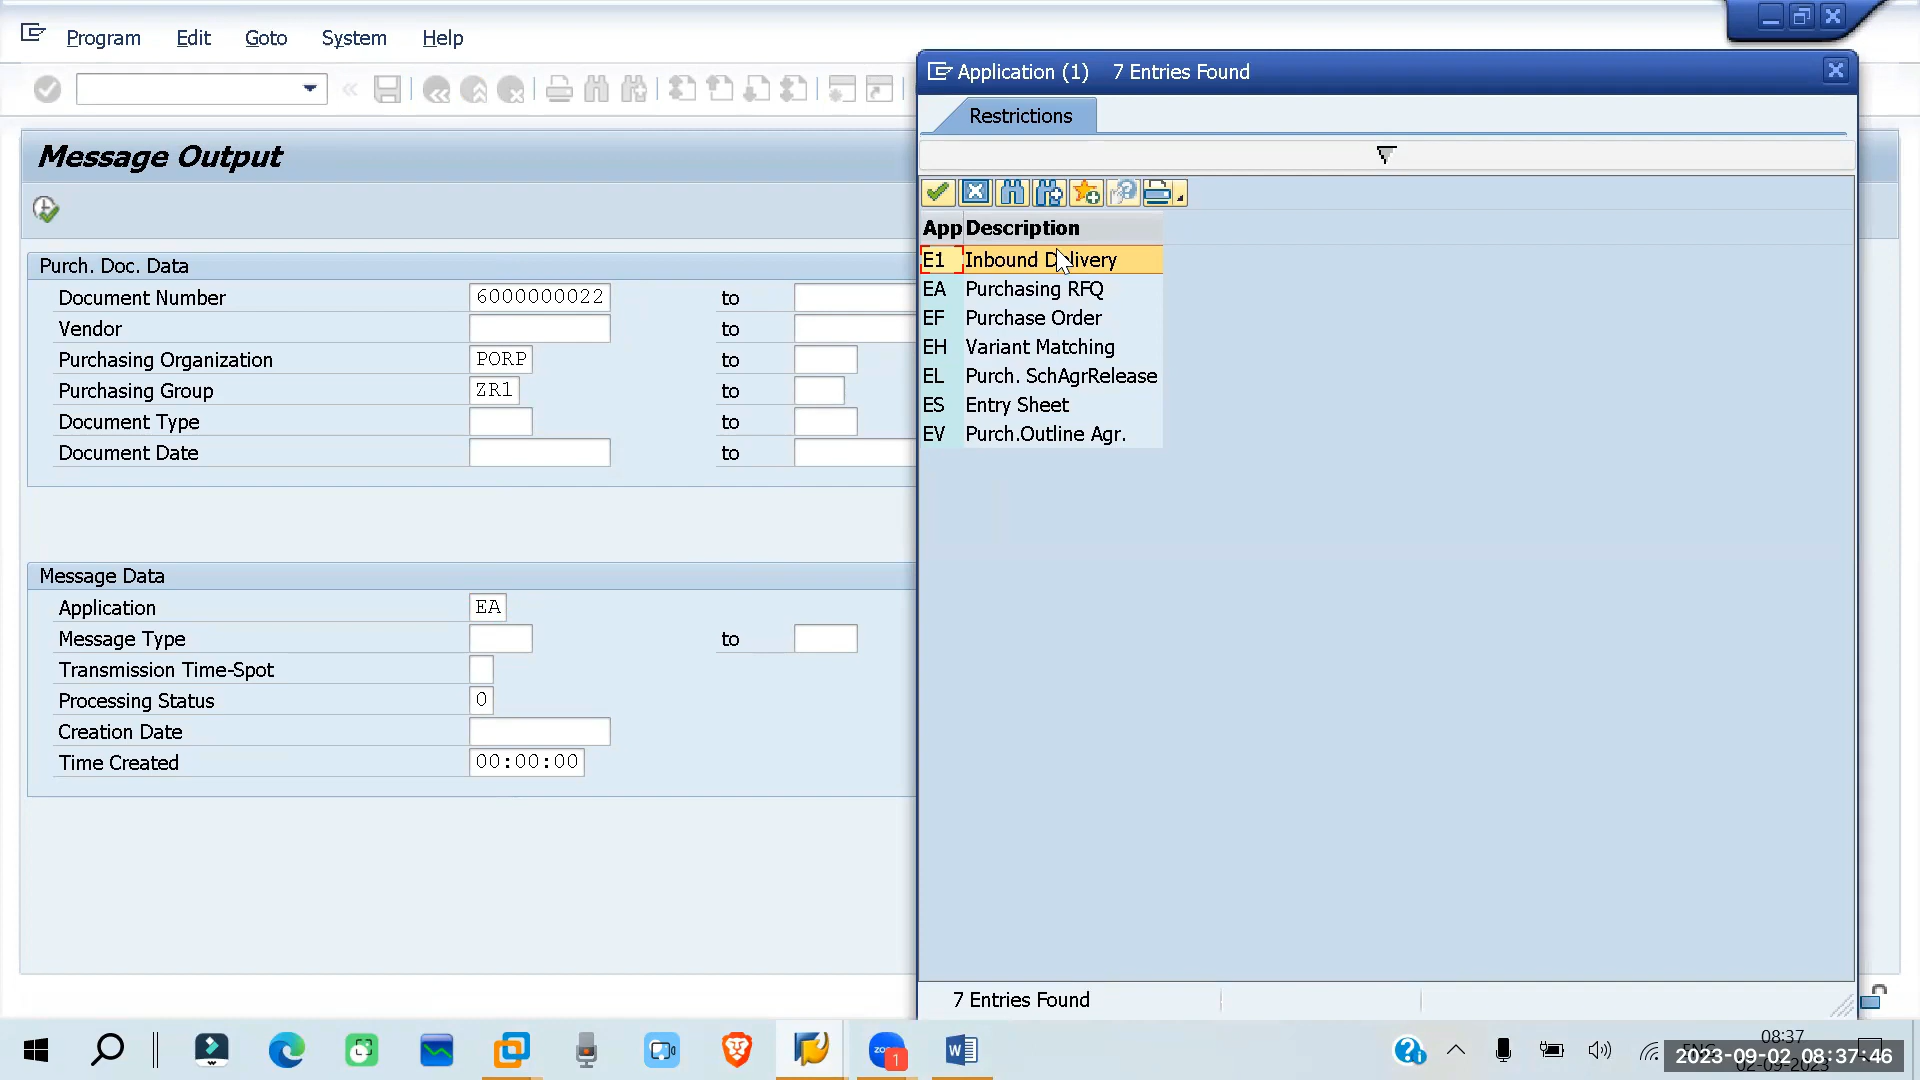 Program Edit Goto System Help
Message Output
Purch. Doc. Data
Document Number 6000000022 to
Vendor to
Purchasing Organization PORP to
Purchasing Group ZR1 to
Document Type to
Document Date to
Message Data
Application EA
Message Type to
Transmission Time-Spot
Processing Status 0
Creation Date
Time Created 00:00:00
Application (1) 7 Entries Found
Restrictions
App Description
E1 Inbound Delivery
EA Purchasing RFQ
EF Purchase Order
EH Variant Matching
EL Purch. SchAgrRelease
ES Entry Sheet
EV Purch.Outline Agr.
7 Entries Found
1
08:37
2023-09-02 08:37:46